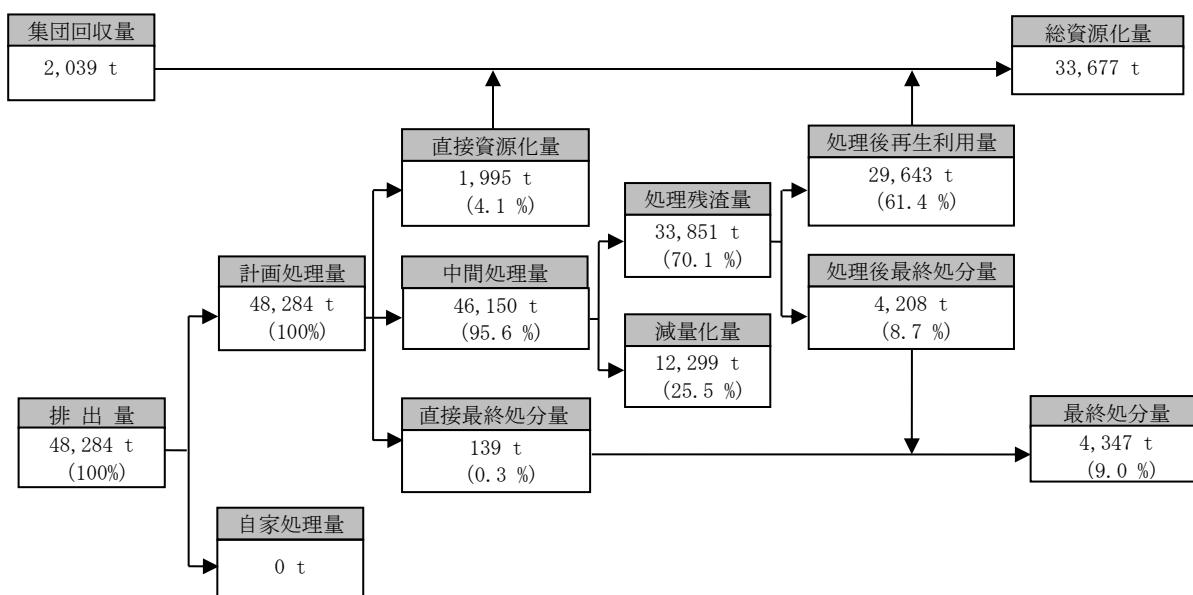 集団回収量
2,039 t
総資源化量
33,677 t
直接資源化量
1,995 t
(4.1 %)
処理後再生利用量
29,643 t
(61.4 %)
処理残渣量
33,851 t
(70.1 %)
計画処理量
48,284 t
(100%)
中間処理量
46,150 t
(95.6 %)
処理後最終処分量
4,208 t
(8.7 %)
減量化量
12,299 t
(25.5 %)
排 出 量
48,284 t
(100%)
直接最終処分量
139 t
(0.3 %)
最終処分量
4,347 t
(9.0 %)
自家処理量
0 t